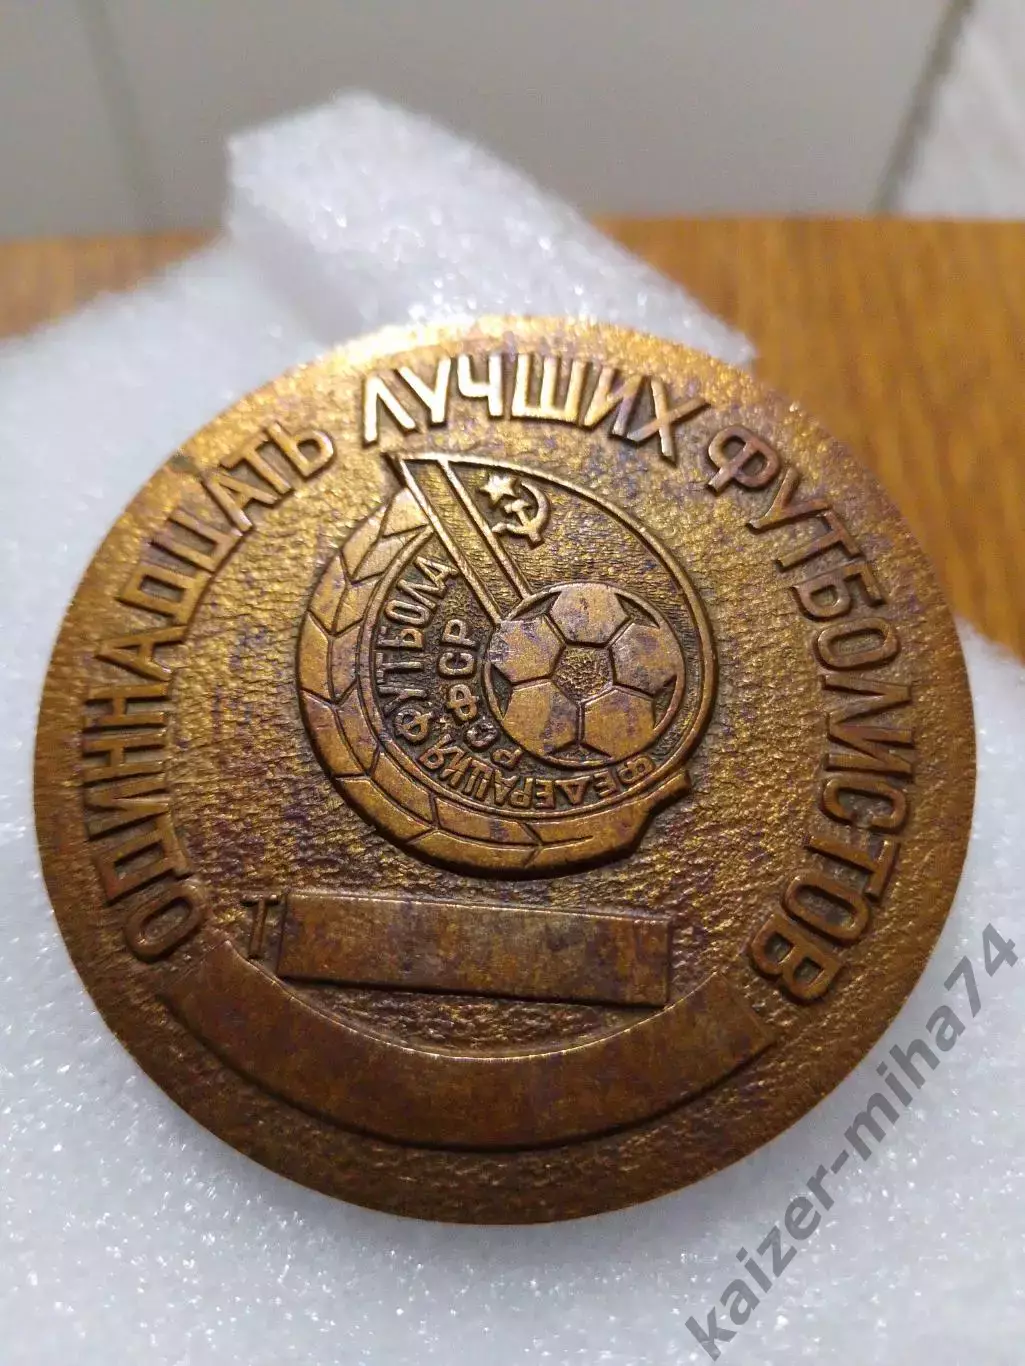 ОДИННАДЦАТЬ ЛУЧШИХ ФУТБОЛИСТОВ
ФЕДЕРАЦИЯ ФУТБОЛА
РСФСР
Т
kaizer-miha74